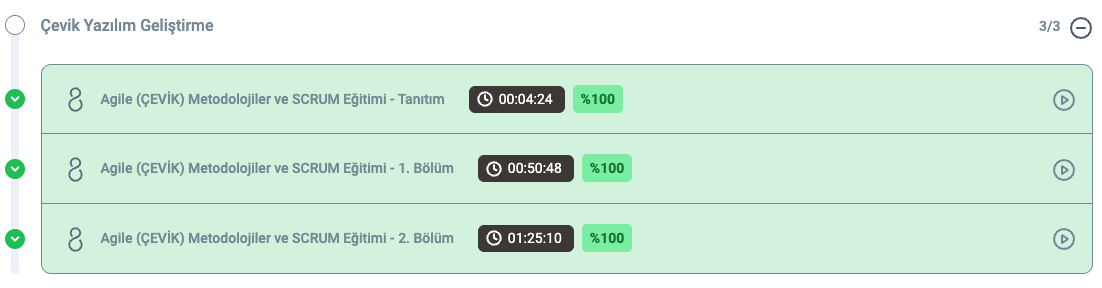 Çevik Yazılım Geliştirme 3/3
Agile (ÇEVİK) Metodolojiler ve SCRUM Eğitimi - Tanıtım 00:04:24 %100
Agile (ÇEVİK) Metodolojiler ve SCRUM Eğitimi - 1. Bölüm 00:50:48 %100
Agile (ÇEVİK) Metodolojiler ve SCRUM Eğitimi - 2. Bölüm 01:25:10 %100